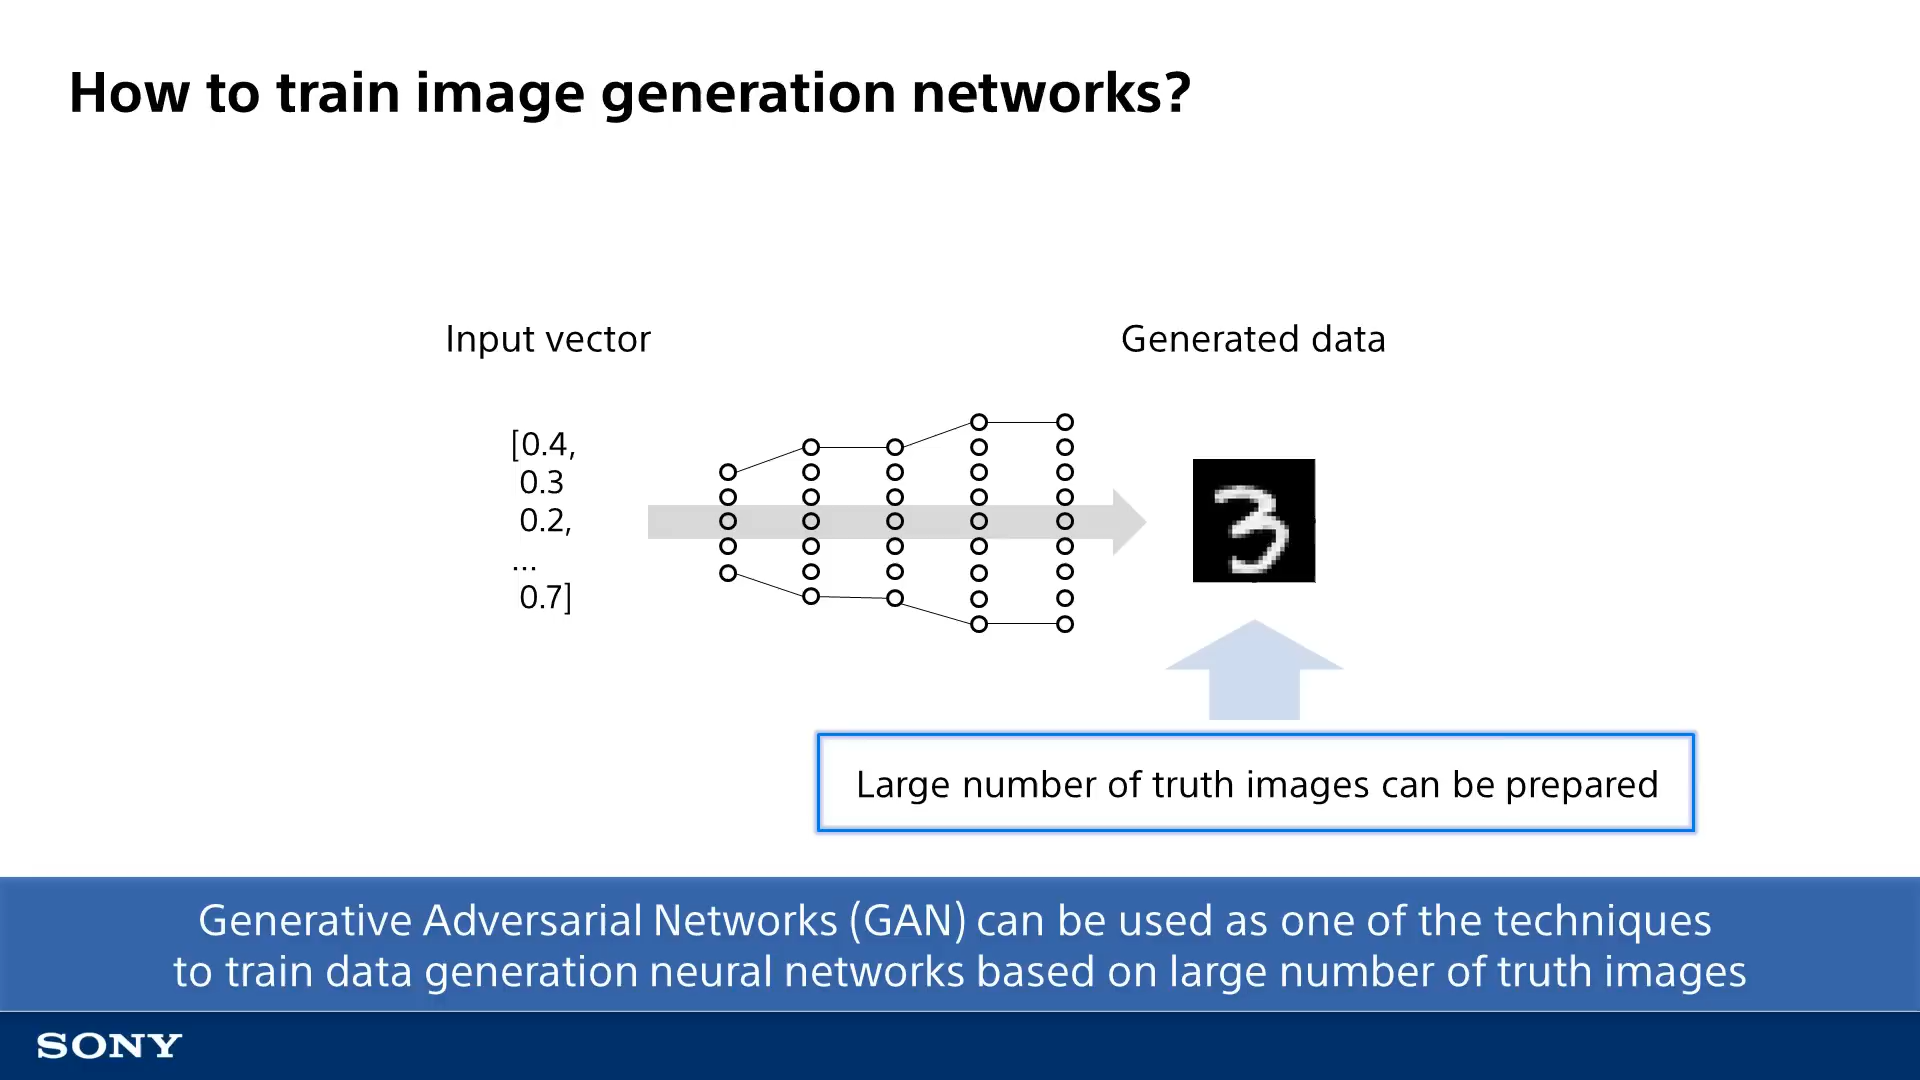 How to train image generation networks?
Input vector
Generated data
[0.4,
0.3
0.2,
...
0.7]
3
Large number of truth images can be prepared
Generative Adversarial Networks (GAN) can be used as one of the techniques
to train data generation neural networks based on large number of truth images
SONY